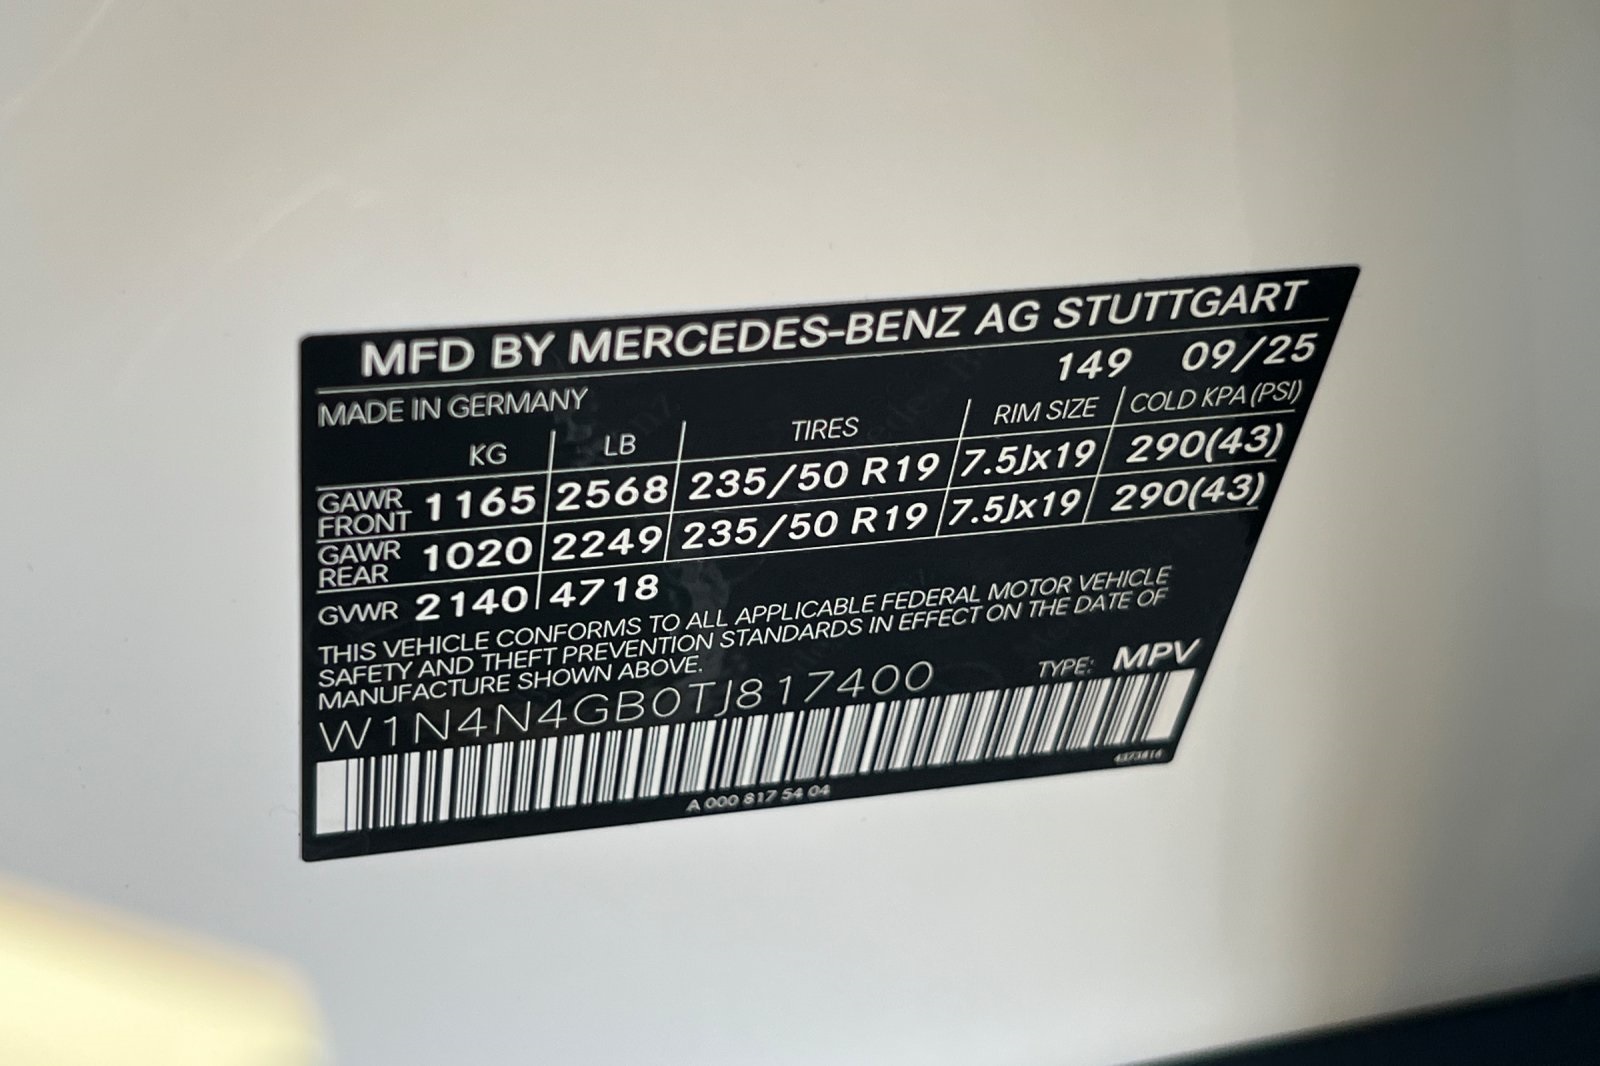 MFD BY MERCEDES-BENZ AG STUTTGART
MADE IN GERMANY 149 09/25
KG LB TIRES RIM SIZE COLD KPA (PSI)
GAWR FRONT 1165 2568 235/50 R19 7.5Jx19 290(43)
GAWR REAR 1020 2249 235/50 R19 7.5Jx19 290(43)
GVWR 2140 4718
THIS VEHICLE CONFORMS TO ALL APPLICABLE FEDERAL MOTOR VEHICLE
SAFETY AND THEFT PREVENTION STANDARDS IN EFFECT ON THE DATE OF
MANUFACTURE SHOWN ABOVE.
W1N4N4GB0TJ817400 TYPE: MPV
A 000 817 54 04